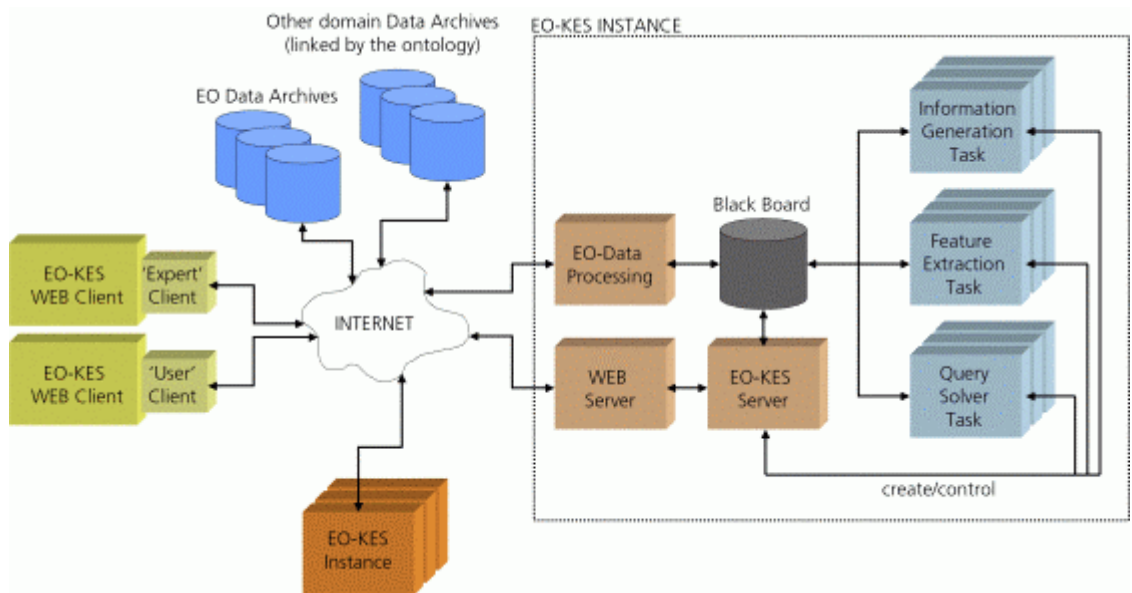 Other domain Data Archives
(linked by the ontology)
EO Data Archives
EO-KES INSTANCE
Information
Generation
Task
Black Board
EO-Data
Processing
Feature
Extraction
Task
EO-KES
WEB Client
'Expert'
Client
INTERNET
EO-KES
WEB Client
'User'
Client
WEB
Server
EO-KES
Server
Query
Solver
Task
create/control
EO-KES
Instance